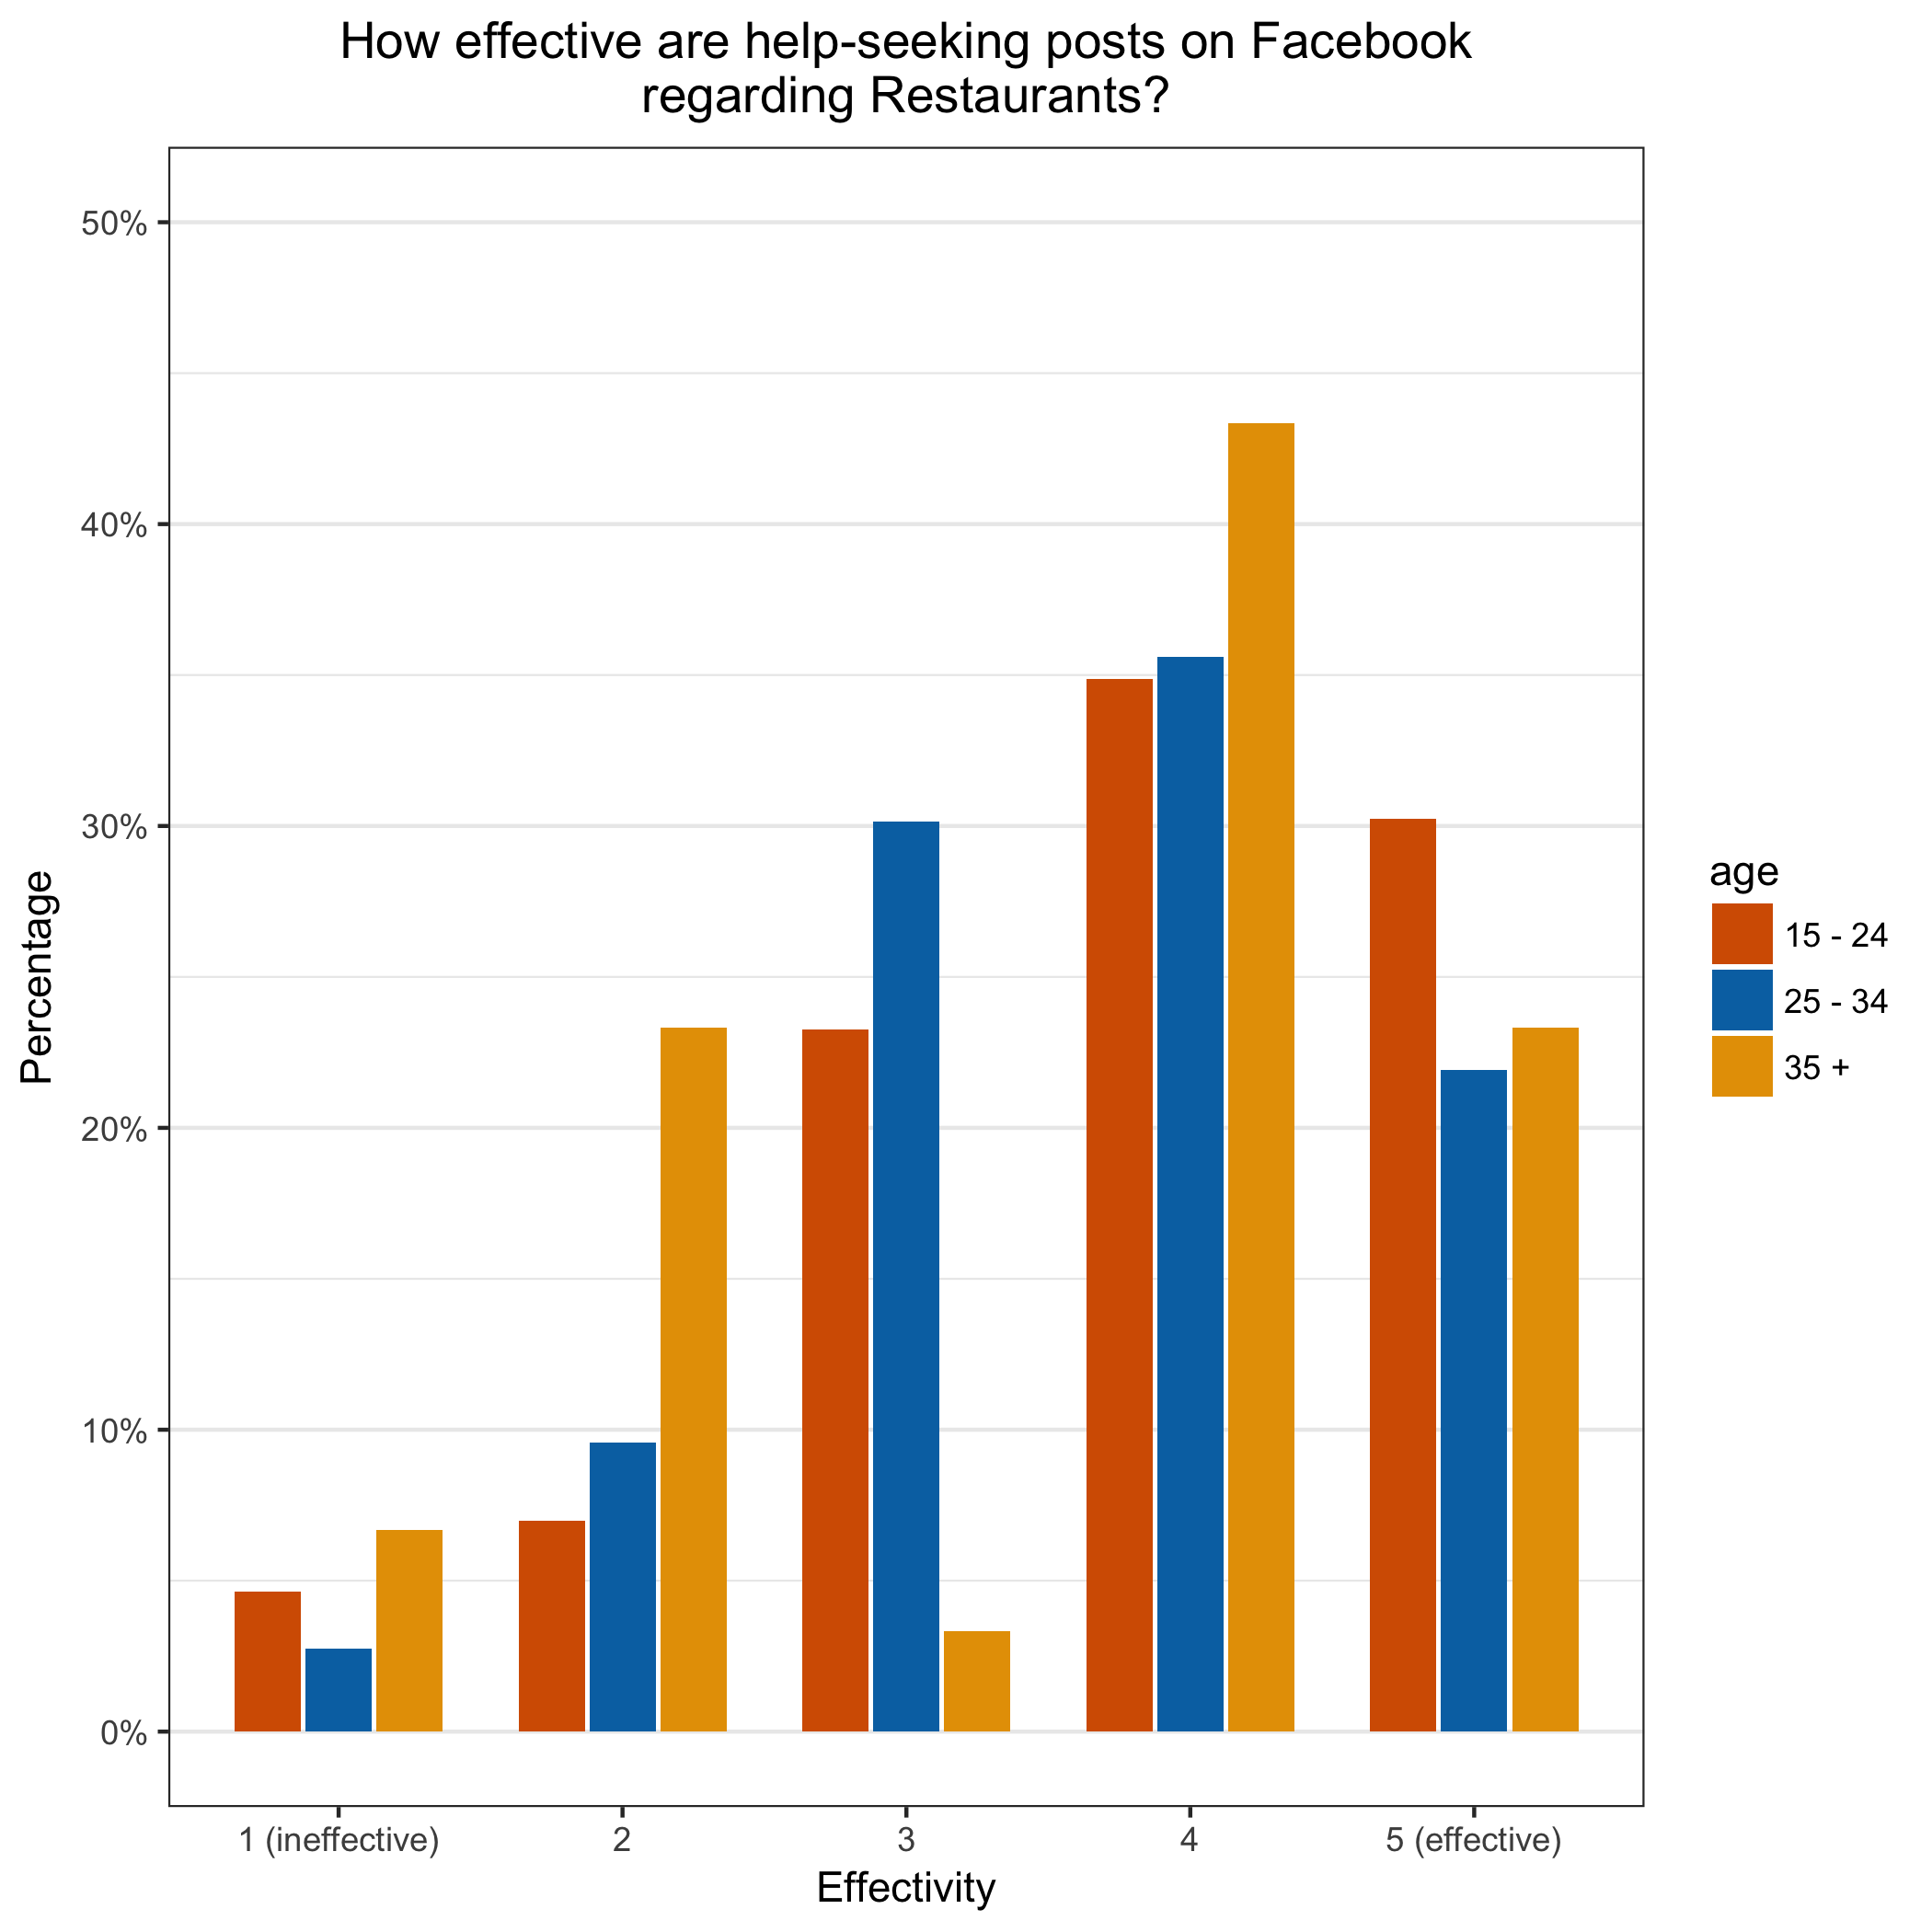 How effective are help-seeking posts on Facebook
regarding Restaurants?
50%
40%
30%
20%
10%
0%
Percentage
1 (ineffective)
2
3
4
5 (effective)
Effectivity
age
15 - 24
25 - 34
35 +